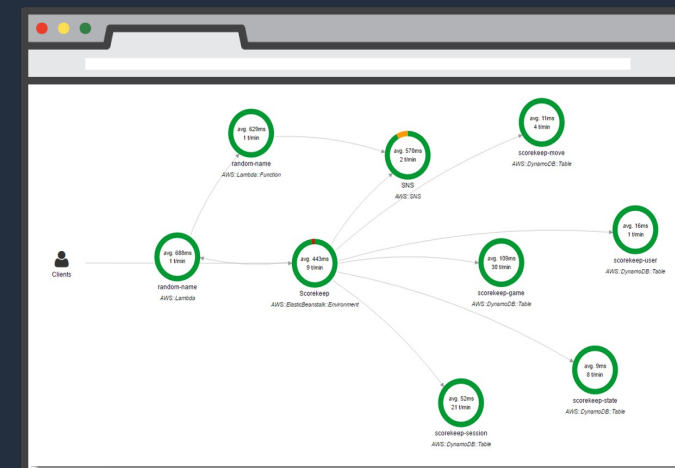 avg. 629ms
1 t/min
random-name
AWS::Lambda::Function
avg. 570ms
2 t/min
SNS
AWS::SNS
avg. 11ms
4 t/min
scorekeep-move
AWS::DynamoDB::Table
Clients
avg. 688ms
1 t/min
random-name
AWS::Lambda
avg. 443ms
9 t/min
Scorekeep
AWS::ElasticBeanstalk::Environment
avg. 109ms
30 t/min
scorekeep-game
AWS::DynamoDB::Table
avg. 16ms
1 t/min
scorekeep-user
AWS::DynamoDB::Table
avg. 52ms
21 t/min
scorekeep-session
AWS::DynamoDB::Table
avg. 9ms
8 t/min
scorekeep-state
AWS::DynamoDB::Table